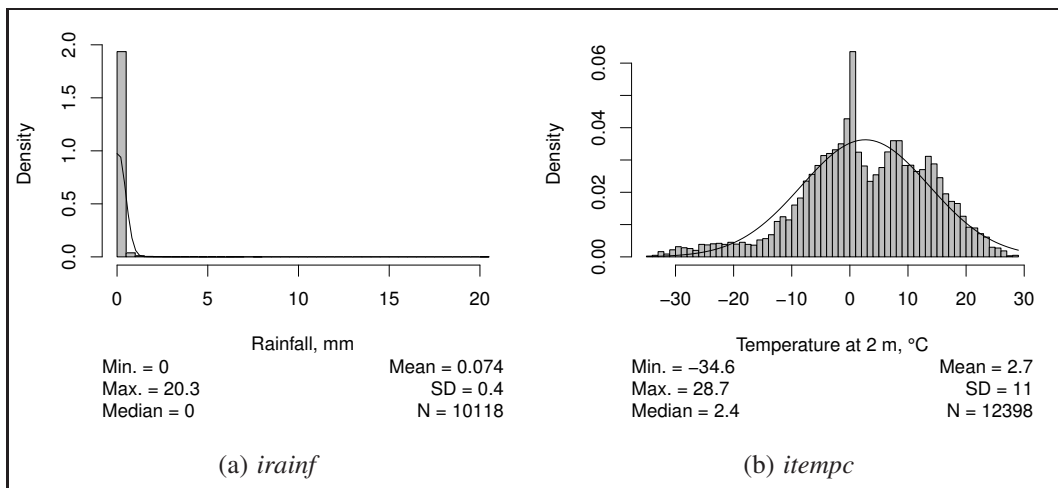 Density
2.0
1.5
1.0
0.5
0.0
0 5 10 15 20
Rainfall, mm
Min. = 0 Mean = 0.074
Max. = 20.3 SD = 0.4
Median = 0 N = 10118
(a) irainf
Density
0.06
0.04
0.02
0.00
−30 −20 −10 0 10 20 30
Temperature at 2 m, °C
Min. = −34.6 Mean = 2.7
Max. = 28.7 SD = 11
Median = 2.4 N = 12398
(b) itempc